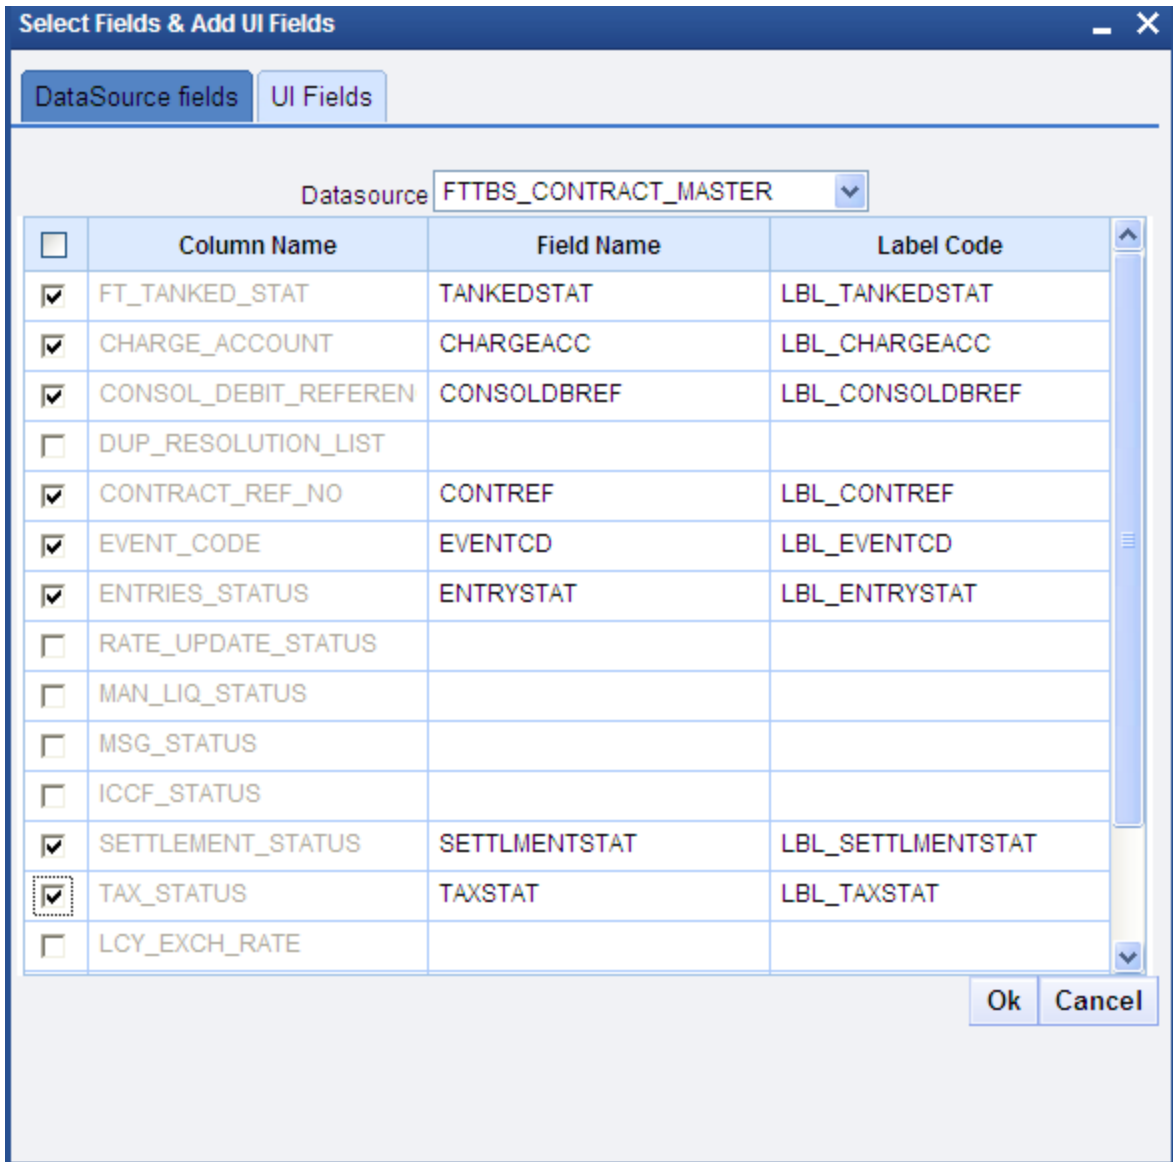 Select Fields & Add UI Fields
DataSource fields UI Fields
Datasource FTTBS_CONTRACT_MASTER
Column Name Field Name Label Code
FT_TANKED_STAT TANKEDSTAT LBL_TANKEDSTAT
CHARGE_ACCOUNT CHARGEACC LBL_CHARGEACC
CONSOL_DEBIT_REFEREN CONSOLDBREF LBL_CONSOLDBREF
DUP_RESOLUTION_LIST
CONTRACT_REF_NO CONTREF LBL_CONTREF
EVENT_CODE EVENTCD LBL_EVENTCD
ENTRIES_STATUS ENTRYSTAT LBL_ENTRYSTAT
RATE_UPDATE_STATUS
MAN_LIQ_STATUS
MSG_STATUS
ICCF_STATUS
SETTLEMENT_STATUS SETTLMENTSTAT LBL_SETTLMENTSTAT
TAX_STATUS TAXSTAT LBL_TAXSTAT
LCY_EXCH_RATE
Ok Cancel